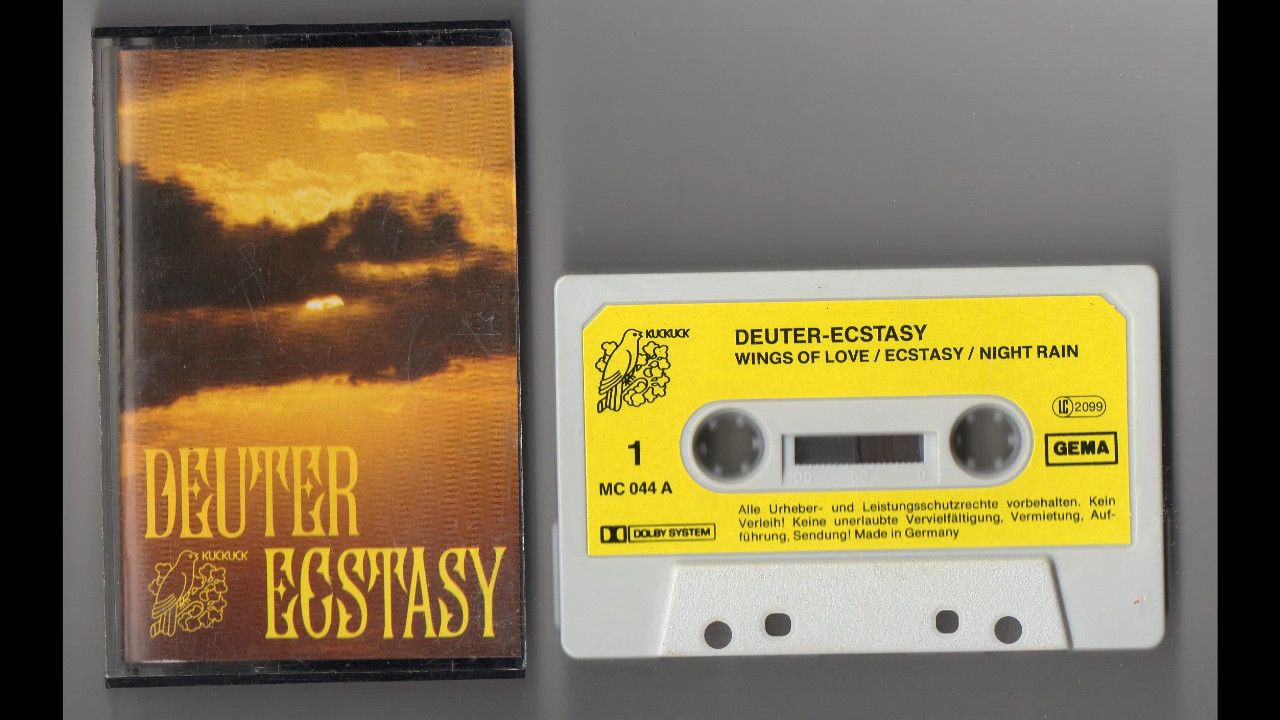 DEUTER
KUCKUCK
ECSTASY
KUCKUCK
DEUTER-ECSTASY
WINGS OF LOVE / ECSTASY / NIGHT RAIN
LC 2099
1
GEMA
MC 044 A
DOLBY SYSTEM
Alle Urheber- und Leistungsschutzrechte vorbehalten. Kein
Verleih! Keine unerlaubte Vervielfältigung, Vermietung, Auf-
führung, Sendung! Made in Germany